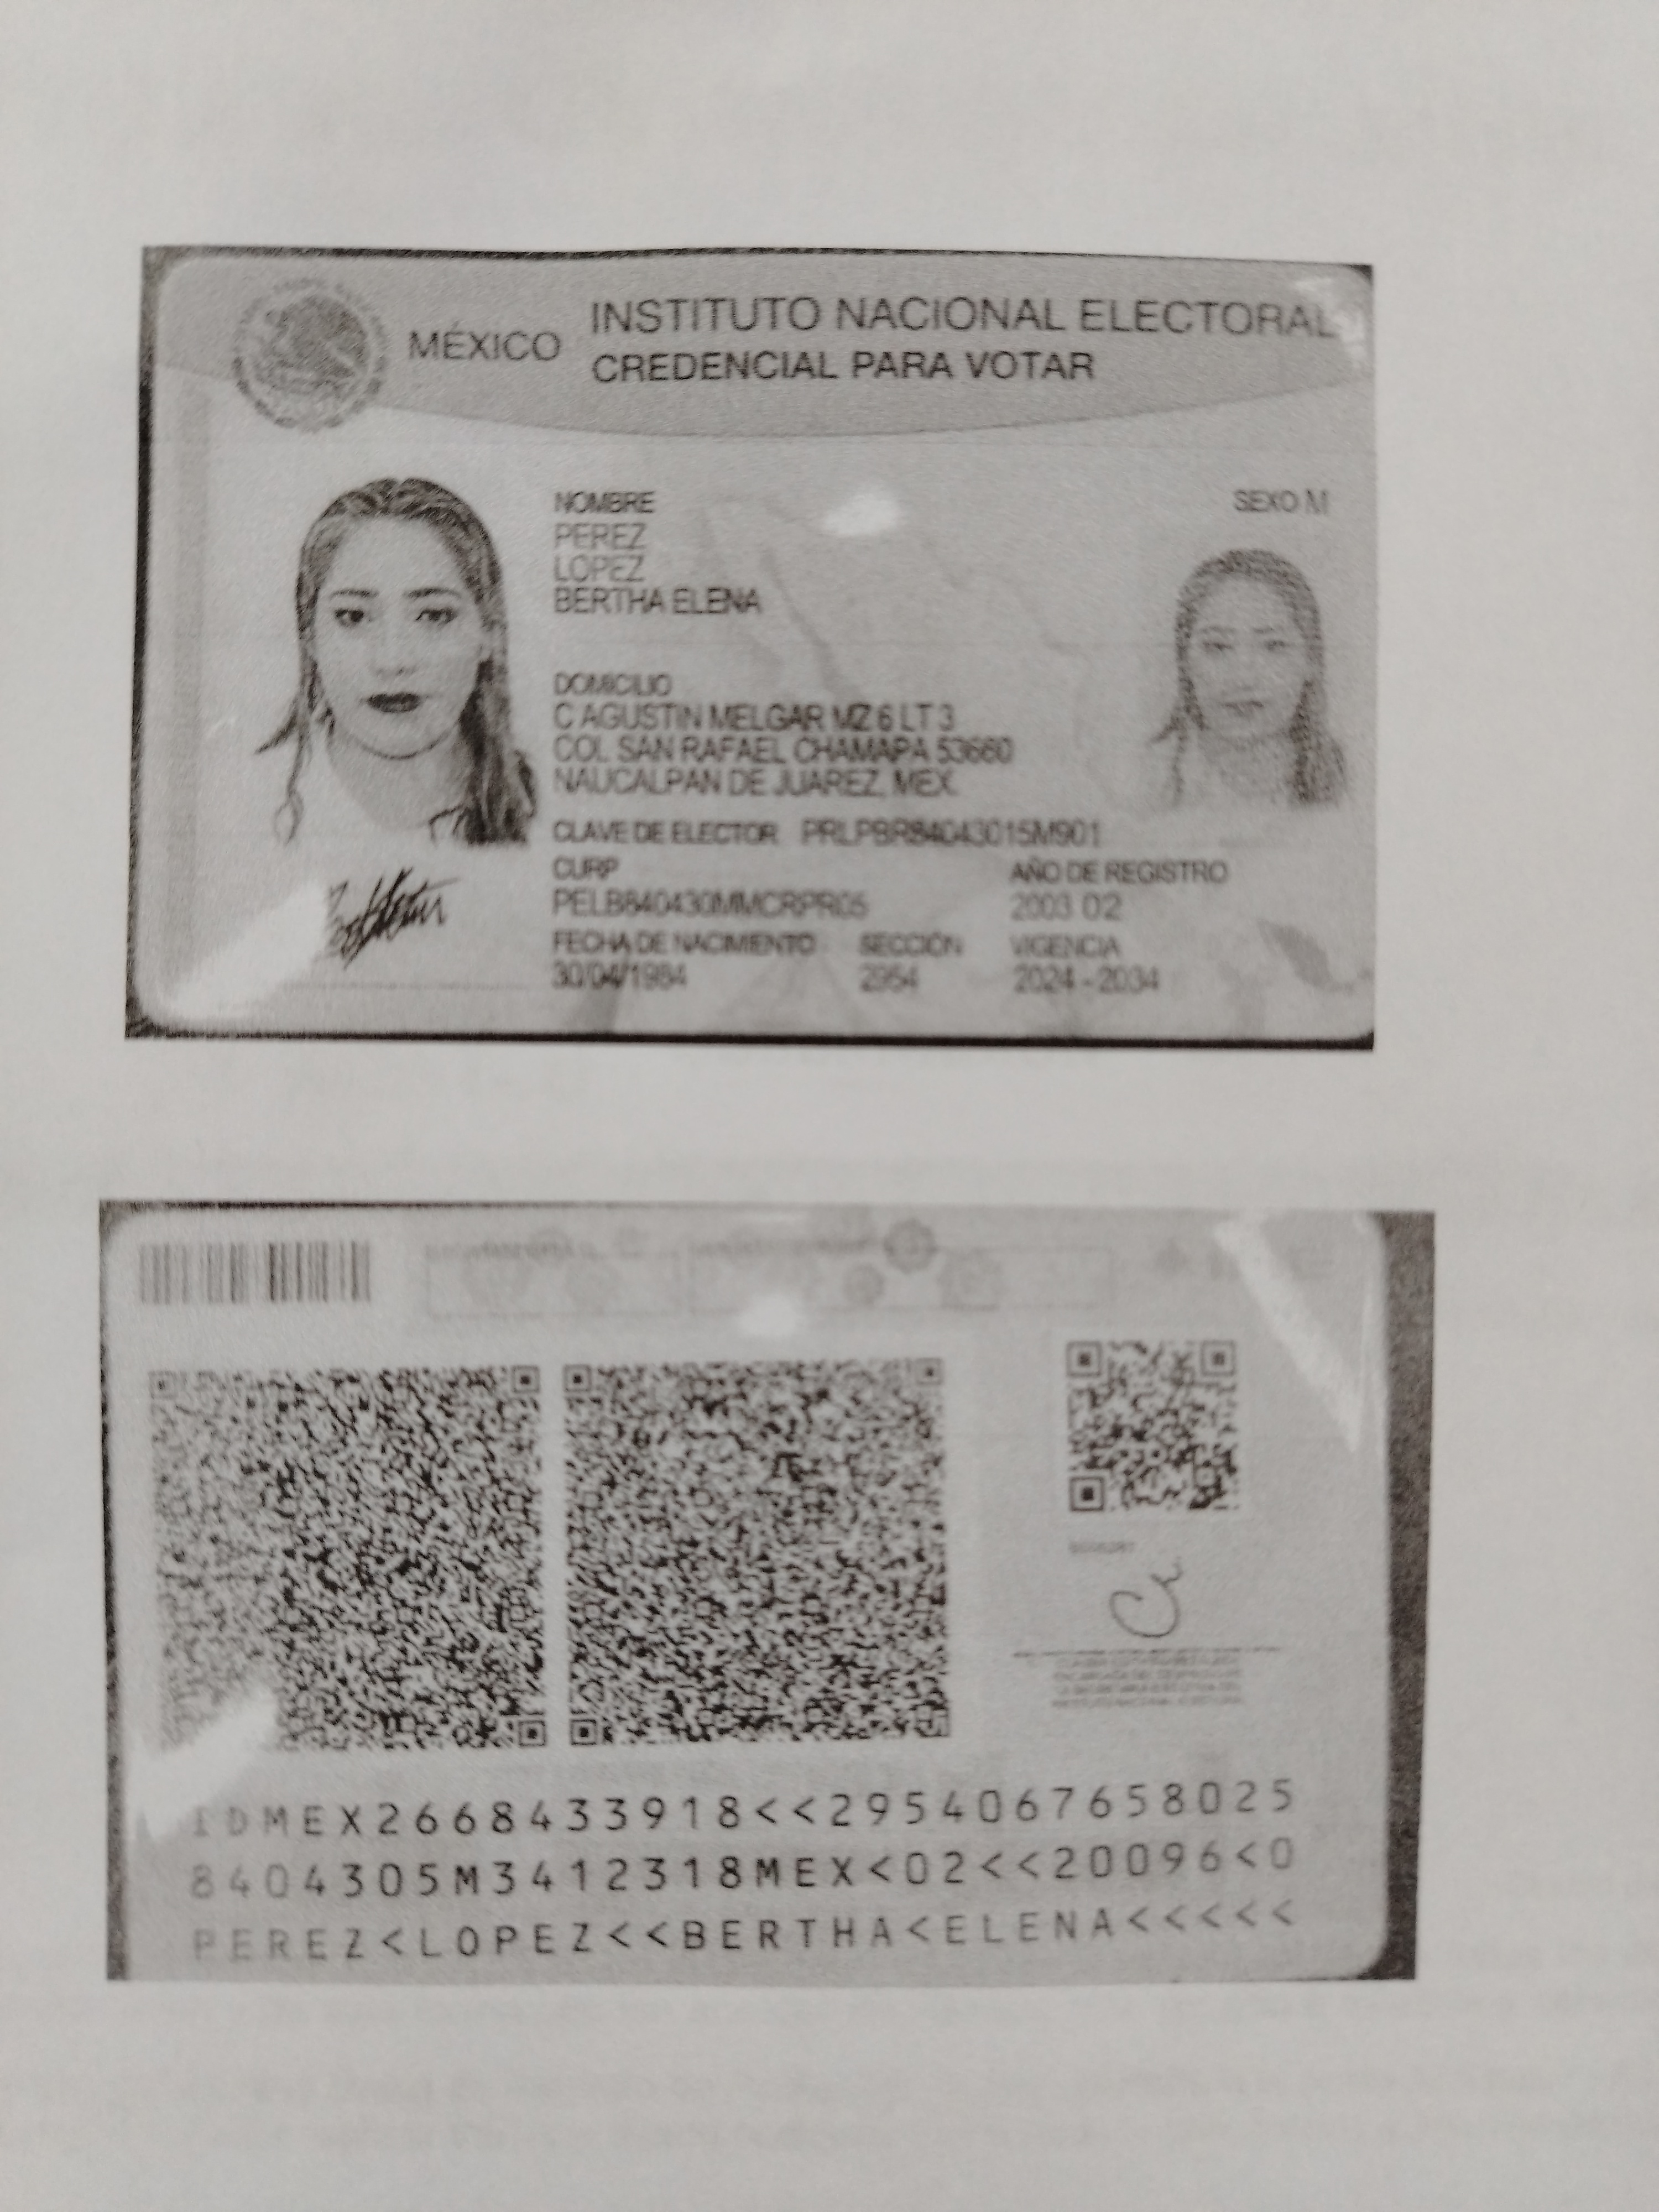 MÉXICO
INSTITUTO NACIONAL ELECTORAL
CREDENCIAL PARA VOTAR
NOMBRE
PEREZ
LOPEZ
BERTHA ELENA
SEXO M
DOMICILIO
C AGUSTIN MELGAR MZ 6 LT 3
COL SAN RAFAEL CHAMAPA 53660
NAUCALPAN DE JUAREZ, MEX.
CLAVE DE ELECTOR PRLPBR84043015M901
CURP
PELB840430MMCRPR05
AÑO DE REGISTRO
2003 02
FECHA DE NACIMIENTO
30/04/1984
SECCIÓN
2954
VIGENCIA
2024 - 2034
IDMEX2668433918<<2954067658025
8404305M3412318MEX<02<<20096<0
PEREZ<LOPEZ<<BERTHA<ELENA<<<<<